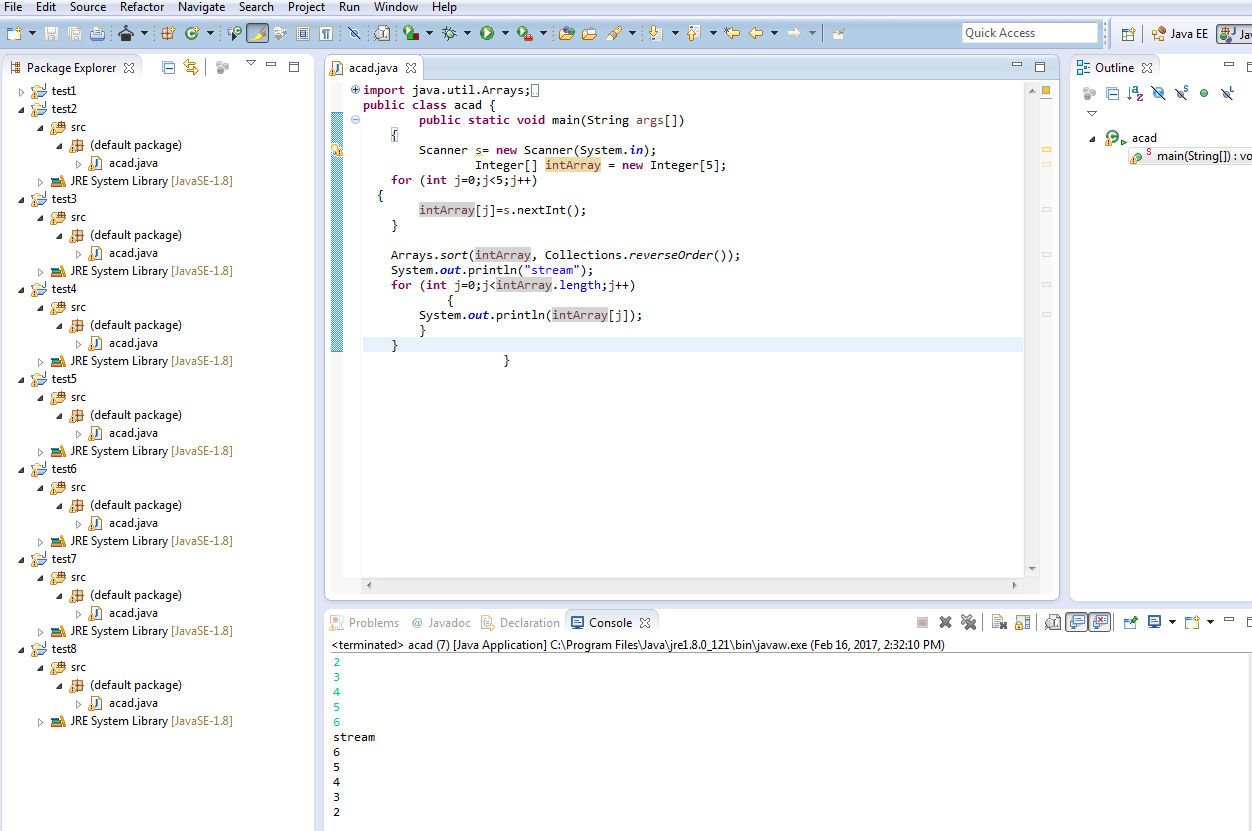 File Edit Source Refactor Navigate Search Project Run Window Help
Quick Access
Java EE
Package Explorer
test1
test2
src
(default package)
acad.java
JRE System Library [JavaSE-1.8]
test3
src
(default package)
acad.java
JRE System Library [JavaSE-1.8]
test4
src
(default package)
acad.java
JRE System Library [JavaSE-1.8]
test5
src
(default package)
acad.java
JRE System Library [JavaSE-1.8]
test6
src
(default package)
acad.java
JRE System Library [JavaSE-1.8]
test7
src
(default package)
acad.java
JRE System Library [JavaSE-1.8]
test8
src
(default package)
acad.java
JRE System Library [JavaSE-1.8]
acad.java
import java.util.Arrays;
public class acad {
public static void main(String args[])
{
Scanner s= new Scanner(System.in);
Integer[] intArray = new Integer[5];
for (int j=0;j<5;j++)
{
intArray[j]=s.nextInt();
}
Arrays.sort(intArray, Collections.reverseOrder());
System.out.println("stream");
for (int j=0;j<intArray.length;j++)
{
System.out.println(intArray[j]);
}
}
}
Outline
acad
main(String[]) : vo
Problems @ Javadoc Declaration Console
<terminated> acad (7) [Java Application] C:\Program Files\Java\jre1.8.0_121\bin\javaw.exe (Feb 16, 2017, 2:32:10 PM)
2
3
4
5
6
stream
6
5
4
3
2